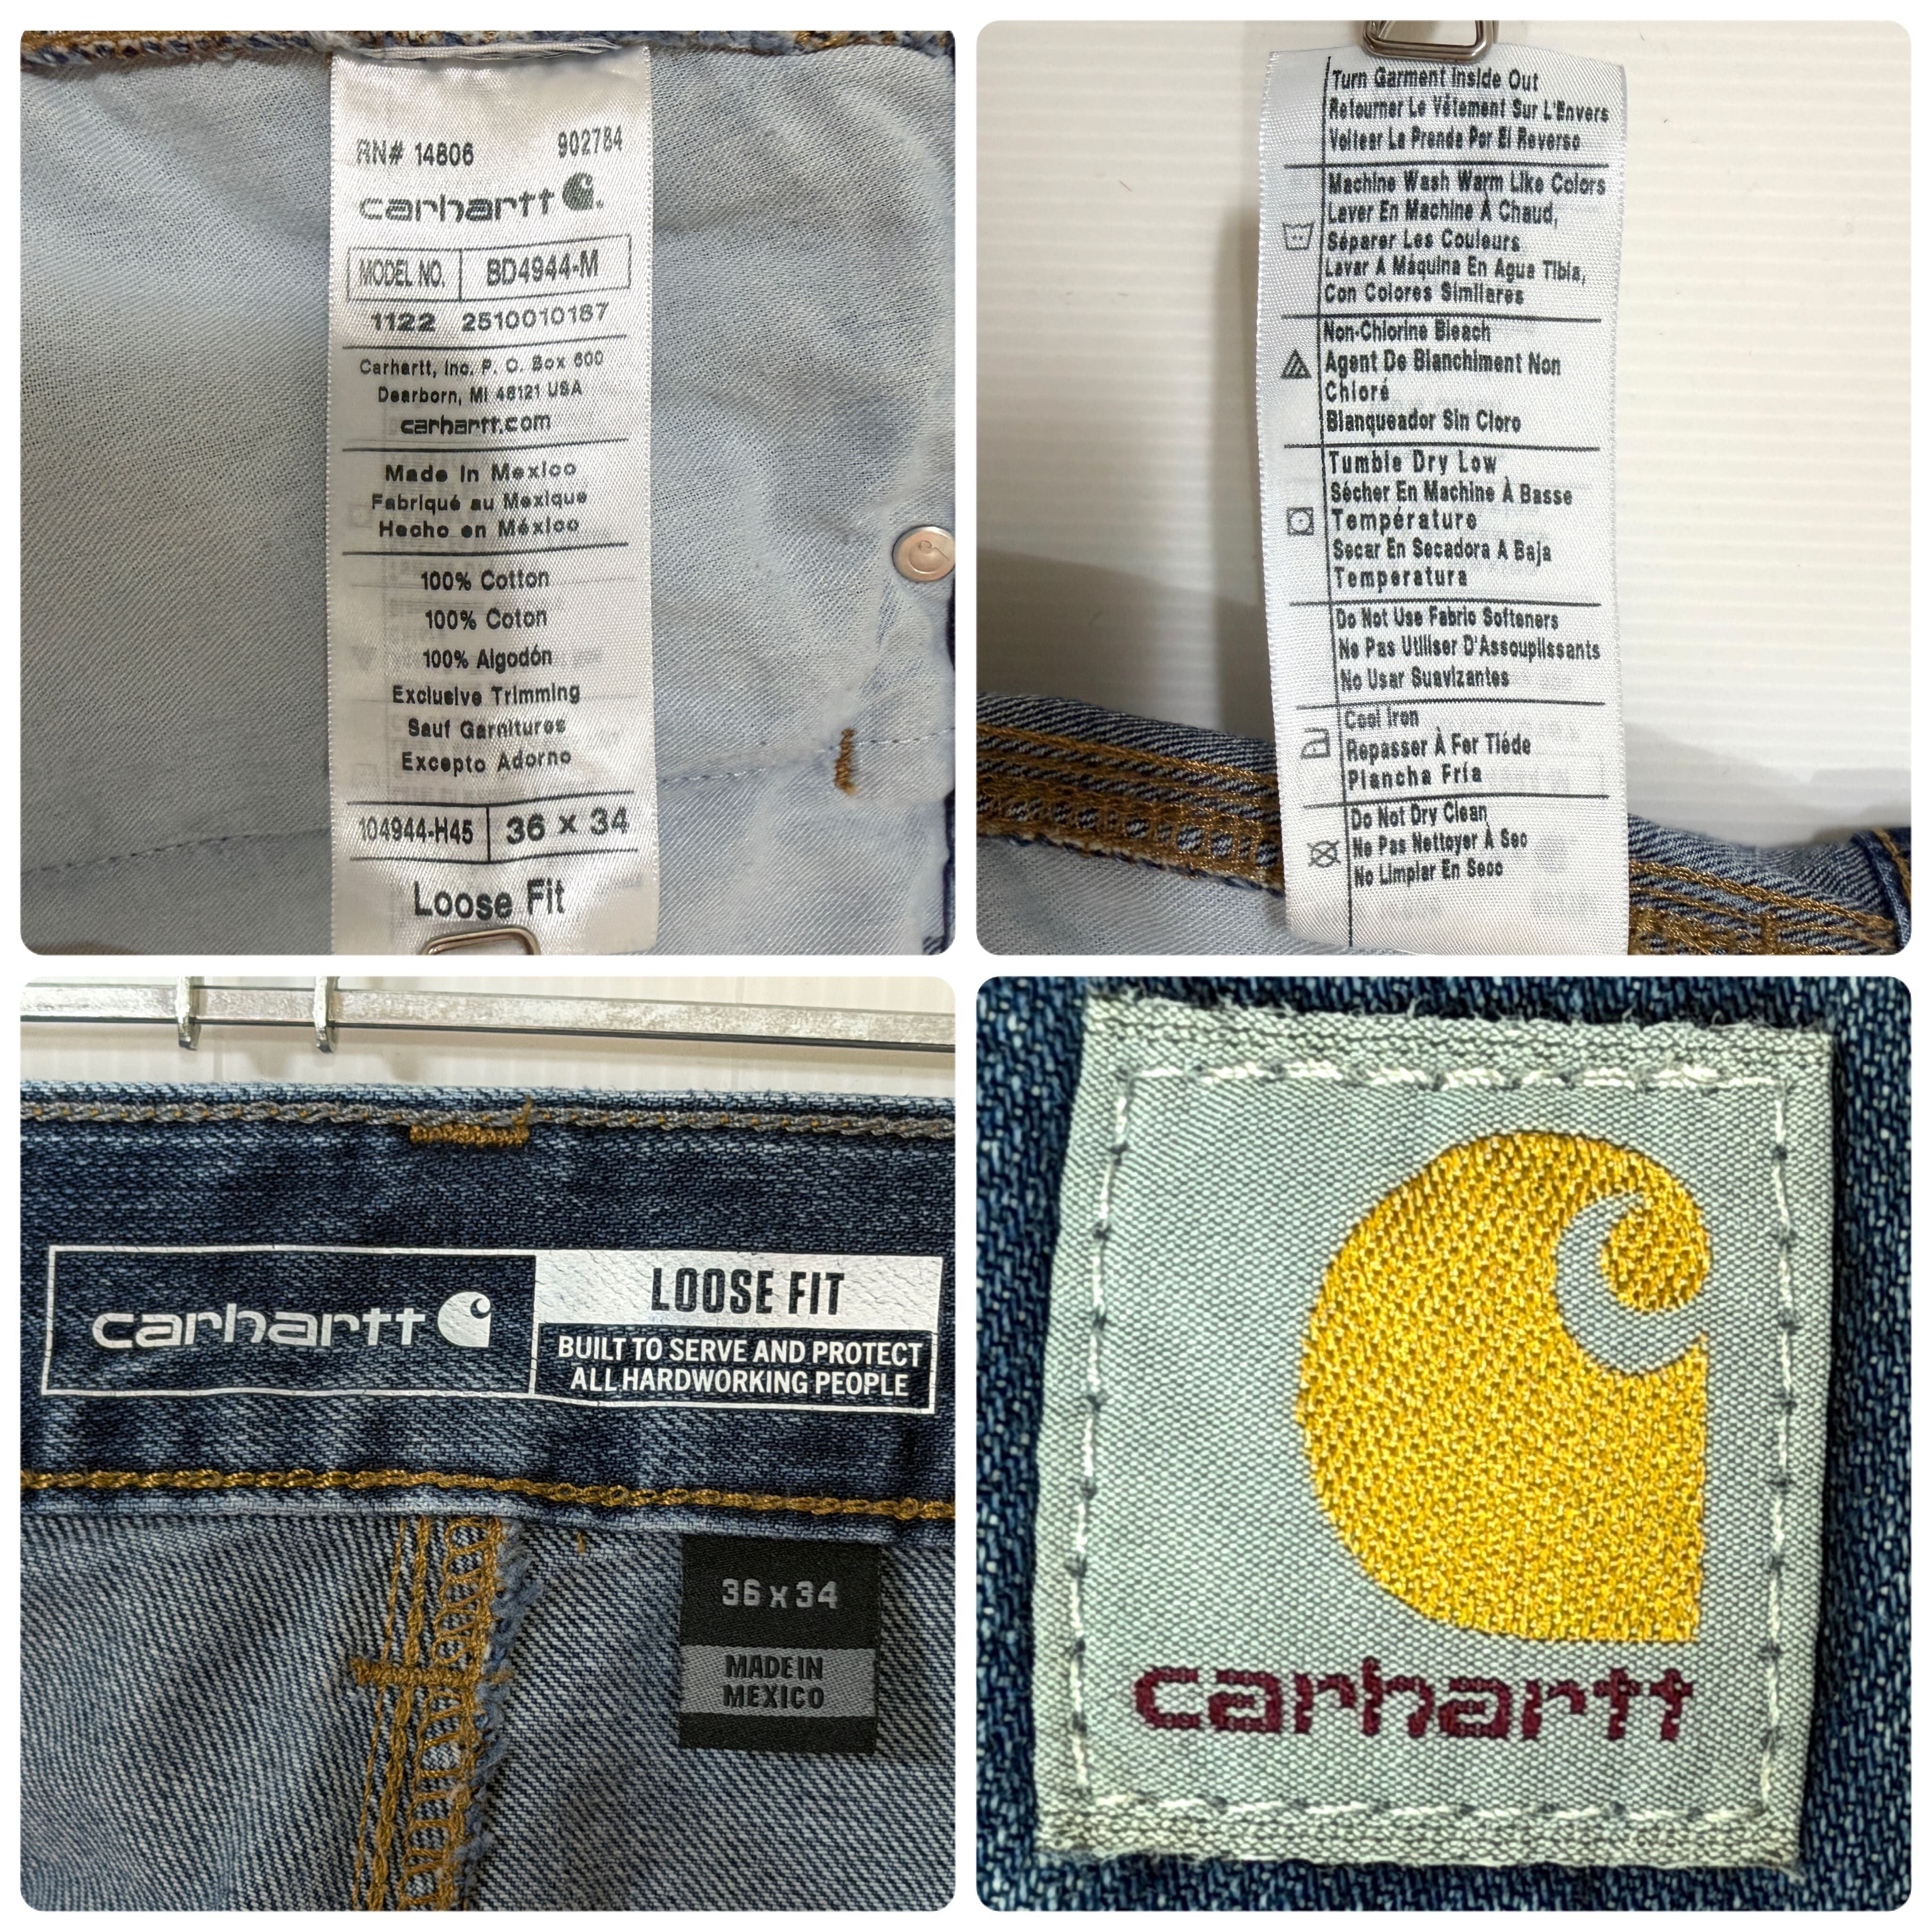 RN# 14806 902784
carhartt
MODEL NO. BD4944-M
1122 2510010187
Carhartt, Inc. P. O. Box 600
Dearborn, MI 48121 USA
carhartt.com
Made In Mexico
Fabriqué au Mexique
Hecho en México
100% Cotton
100% Coton
100% Algodón
Exclusive Trimming
Sauf Garnitures
Excepto Adorno
104944-H45 36 x 34
Loose Fit
Turn Garment Inside Out
Retourner Le Vêtement Sur L'Envers
Voltear La Prenda Por El Reverso
Machine Wash Warm Like Colors
Laver En Machine À Chaud,
Séparer Les Couleurs
Lavar A Máquina En Agua Tibia,
Con Colores Similares
Non-Chlorine Bleach
Agent De Blanchiment Non
Chloré
Blanqueador Sin Cloro
Tumble Dry Low
Sécher En Machine À Basse
Température
Secar En Secadora A Baja
Temperatura
Do Not Use Fabric Softeners
Ne Pas Utiliser D'Assouplissants
No Usar Suavizantes
Cool Iron
Repasser À Fer Tiéde
Plancha Fría
Do Not Dry Clean
Ne Pas Nettoyer À Sec
No Limpiar En Seco
carhartt
LOOSE FIT
BUILT TO SERVE AND PROTECT
ALL HARDWORKING PEOPLE
36 x 34
MADE IN
MEXICO
carhartt